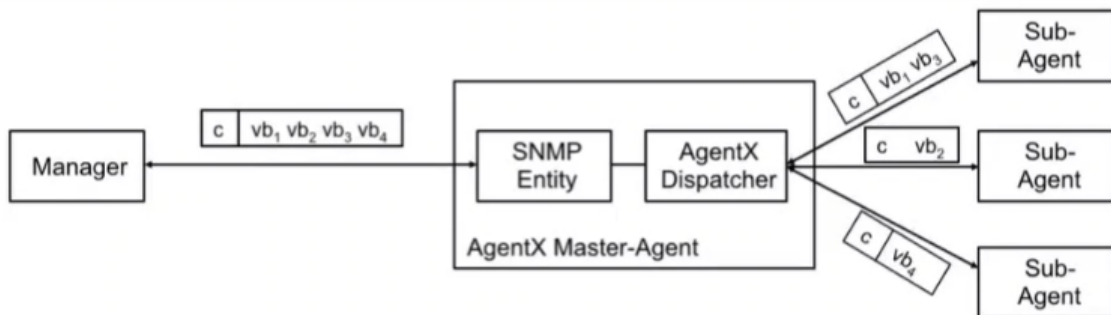 Manager
c vb₁ vb₂ vb₃ vb₄
SNMP
Entity
AgentX
Dispatcher
AgentX Master-Agent
c vb₁ vb₃
c vb₂
c vb₄
Sub-
Agent
Sub-
Agent
Sub-
Agent